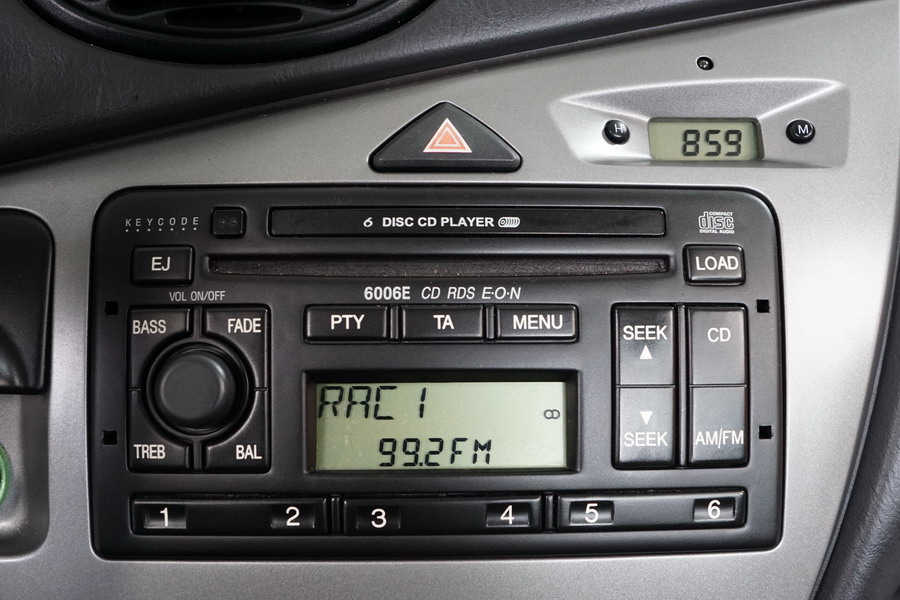 H
859
M
KEYCODE
6 DISC CD PLAYER
COMPACT
disc
DIGITAL AUDIO
EJ
LOAD
VOL ON/OFF
6006E CD RDS E·O·N
BASS
FADE
PTY
TA
MENU
SEEK
CD
RAC 1
99.2FM
TREB
BAL
SEEK
AM/FM
1
2
3
4
5
6